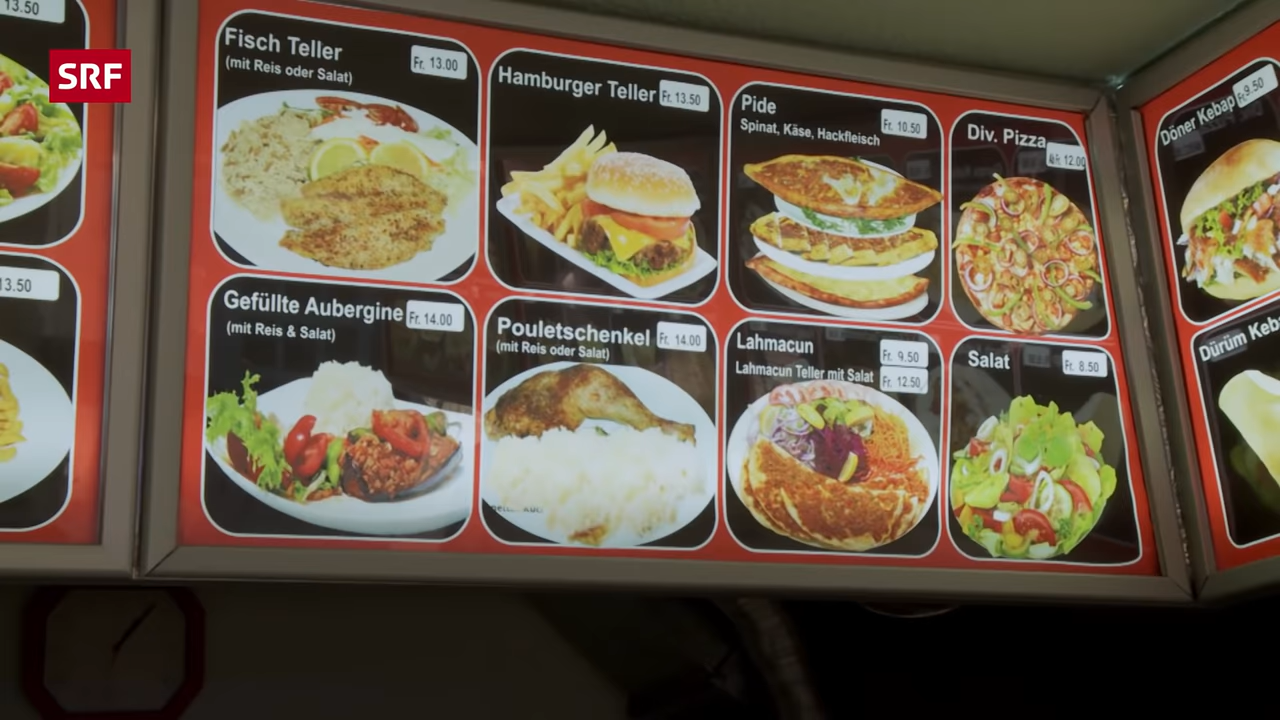 13.50
SRF
Fisch Teller
Fr. 13.00
(mit Reis oder Salat)
Hamburger Teller
Fr. 13.50
Pide
Spinat, Käse, Hackfleisch
Fr. 10.50
Div. Pizza
Ab Fr. 12.00
Döner Kebap
Fr. 9.50
13.50
Gefüllte Aubergine
Fr. 14.00
(mit Reis & Salat)
Pouletschenkel
Fr. 14.00
(mit Reis oder Salat)
Lahmacun
Fr. 9.50
Lahmacun Teller mit Salat
Fr. 12.50
Salat
Fr. 8.50
Dürüm